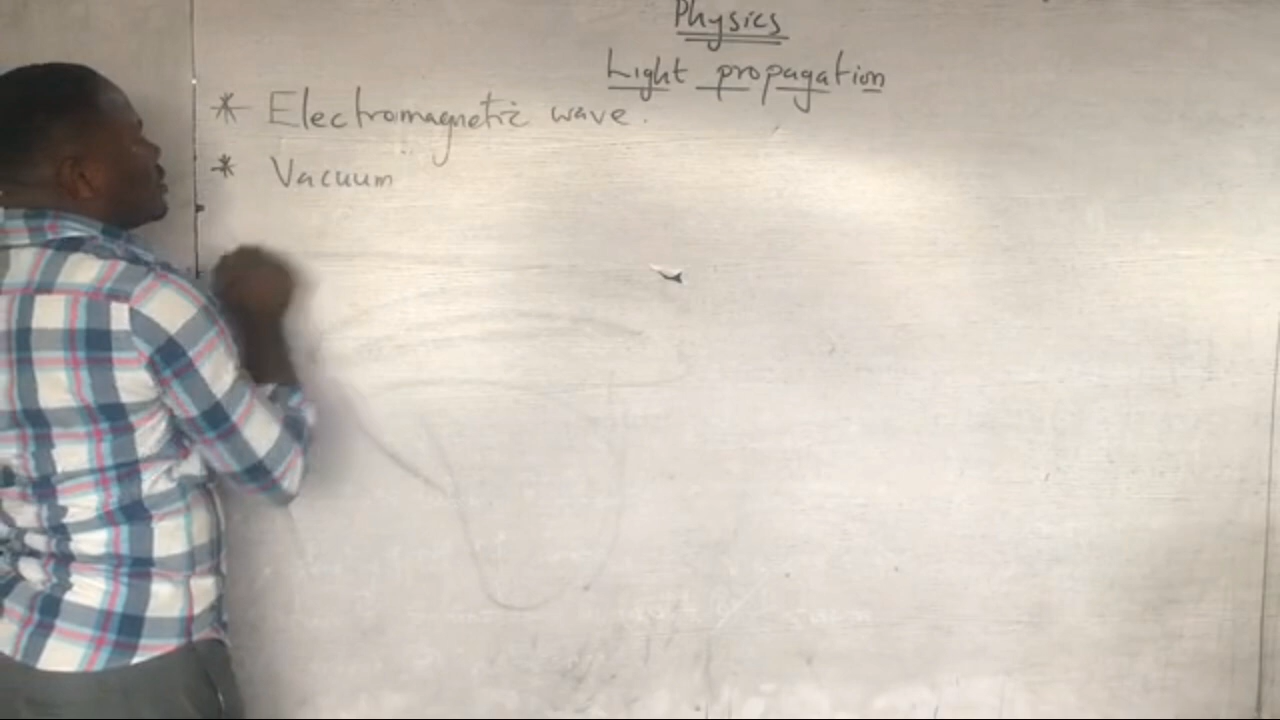 Physics
Light propagation
* Electromagnetic wave.
* Vacuum